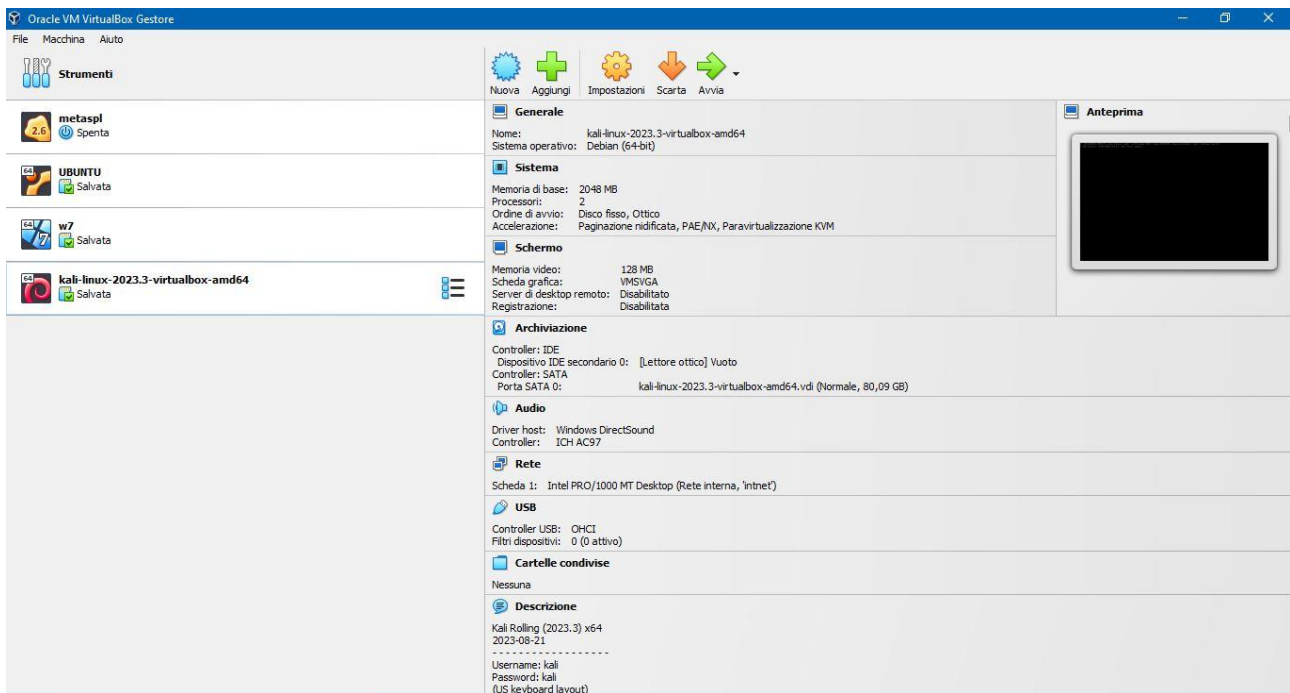 Oracle VM VirtualBox Gestore
File Macchina Aiuto
Strumenti
metaspl
2.6
Spenta
64
UBUNTU
Salvata
64
w7
Salvata
64
kali-linux-2023.3-virtualbox-amd64
Salvata
Nuova Aggiungi Impostazioni Scarta Avvia
Generale
Nome: kali-linux-2023.3-virtualbox-amd64
Sistema operativo: Debian (64-bit)
Sistema
Memoria di base: 2048 MB
Processori: 2
Ordine di avvio: Disco fisso, Ottico
Accelerazione: Paginazione nidificata, PAE/NX, Paravirtualizzazione KVM
Schermo
Memoria video: 128 MB
Scheda grafica: VMSVGA
Server di desktop remoto: Disabilitato
Registrazione: Disabilitata
Archiviazione
Controller: IDE
Dispositivo IDE secondario 0: [Lettore ottico] Vuoto
Controller: SATA
Porta SATA 0: kali-linux-2023.3-virtualbox-amd64.vdi (Normale, 80,09 GB)
Audio
Driver host: Windows DirectSound
Controller: ICH AC97
Rete
Scheda 1: Intel PRO/1000 MT Desktop (Rete interna, 'intnet')
USB
Controller USB: OHCI
Filtri dispositivi: 0 (0 attivo)
Cartelle condivise
Nessuna
Descrizione
Kali Rolling (2023.3) x64
2023-08-21
- - - - - - - - - - - - - - - - - -
Username: kali
Password: kali
(US keyboard layout)
Anteprima